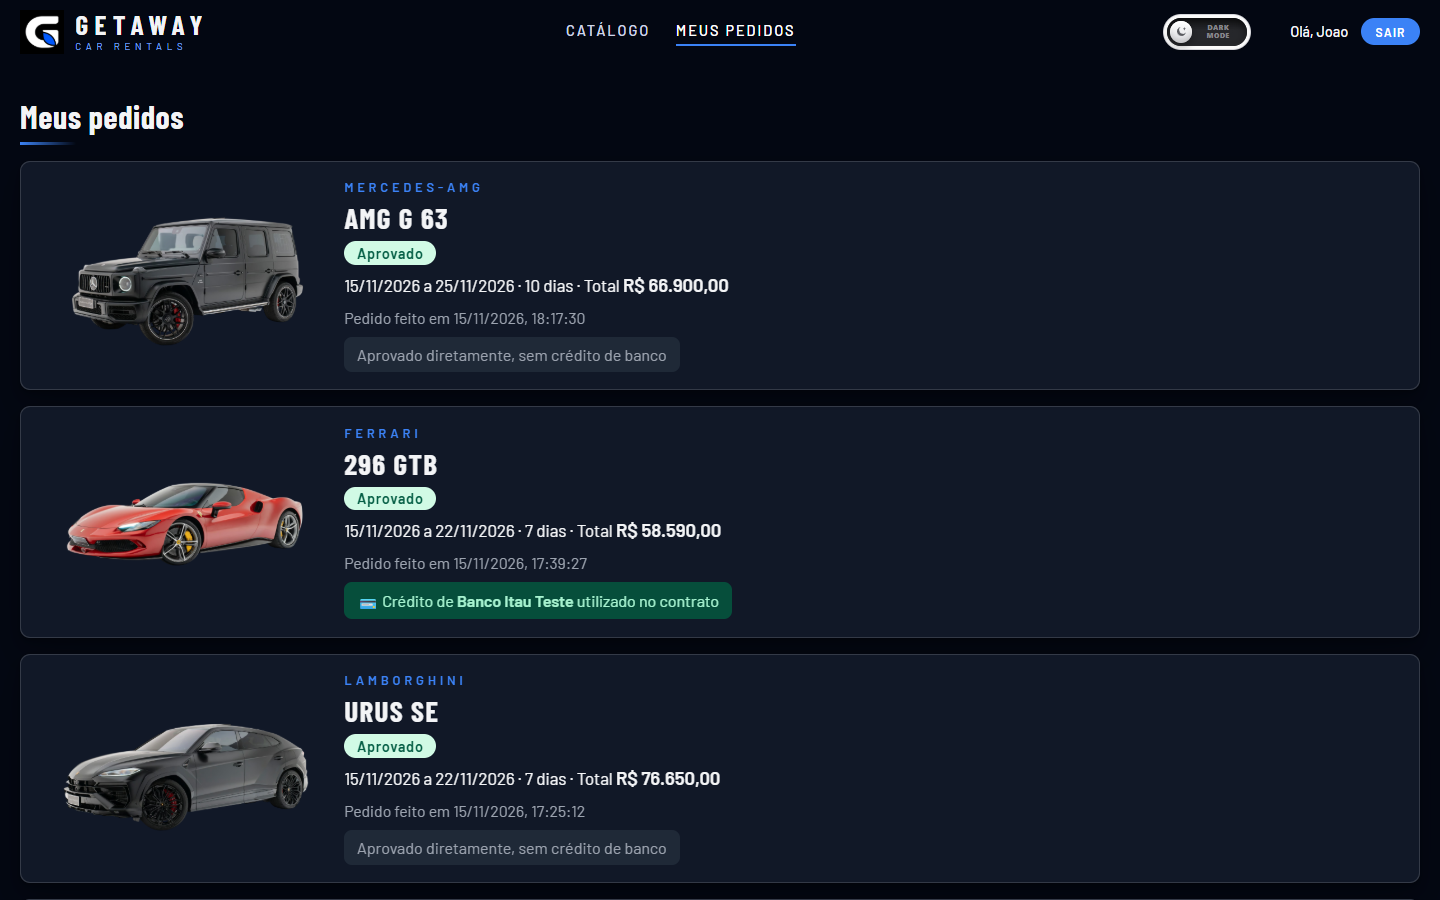 GETAWAY
CAR RENTALS
CATÁLOGO
MEUS PEDIDOS
DARK
MODE
Olá, Joao
SAIR
Meus pedidos
MERCEDES-AMG
AMG G 63
Aprovado
15/11/2026 a 25/11/2026 · 10 dias · Total R$ 66.900,00
Pedido feito em 15/11/2026, 18:17:30
Aprovado diretamente, sem crédito de banco
FERRARI
296 GTB
Aprovado
15/11/2026 a 22/11/2026 · 7 dias · Total R$ 58.590,00
Pedido feito em 15/11/2026, 17:39:27
Crédito de Banco Itau Teste utilizado no contrato
LAMBORGHINI
URUS SE
Aprovado
15/11/2026 a 22/11/2026 · 7 dias · Total R$ 76.650,00
Pedido feito em 15/11/2026, 17:25:12
Aprovado diretamente, sem crédito de banco